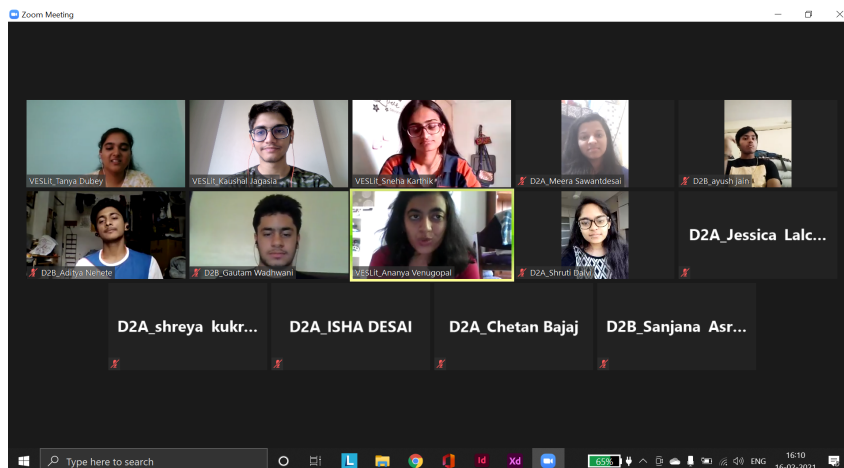 Zoom Meeting
VESLit_Tanya Dubey
VESLit_Kaushal Jagasia
VESLit_Sneha Karthik
D2A_Meera Sawantdesai
D2B_ayush jain
D2B_Aditya Nehete
D2B_Gautam Wadhwani
VESLit_Ananya Venugopal
D2A_Shruti Dalvi
D2A_Jessica Lalc...
D2A_shreya kukr...
D2A_ISHA DESAI
D2A_Chetan Bajaj
D2B_Sanjana Asr...
Type here to search
L
Id
Xd
65%
ENG
16:10
16-02-2021